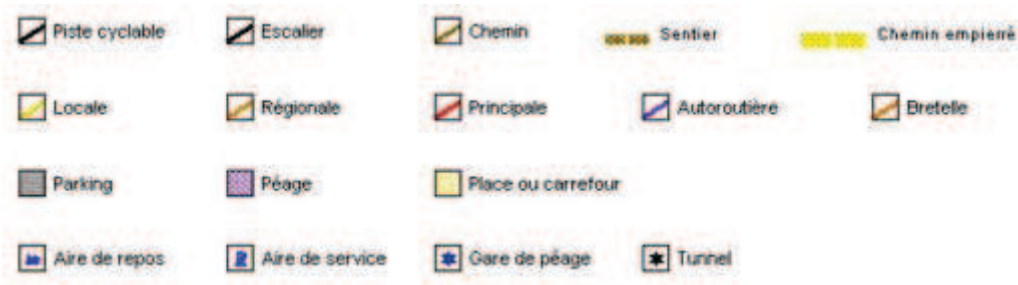 Piste cyclable Escalier Chemin Sentier Chemin empierré
Locale Régionale Principale Autoroutière Bretelle
Parking Péage Place ou carrefour
Aire de repos Aire de service Gare de péage Tunnel